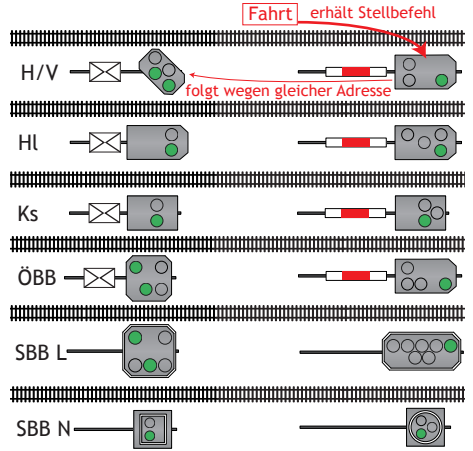 Fahrt erhält Stellbefehl
H/V
folgt wegen gleicher Adresse
Hl
Ks
ÖBB
SBB L
SBB N